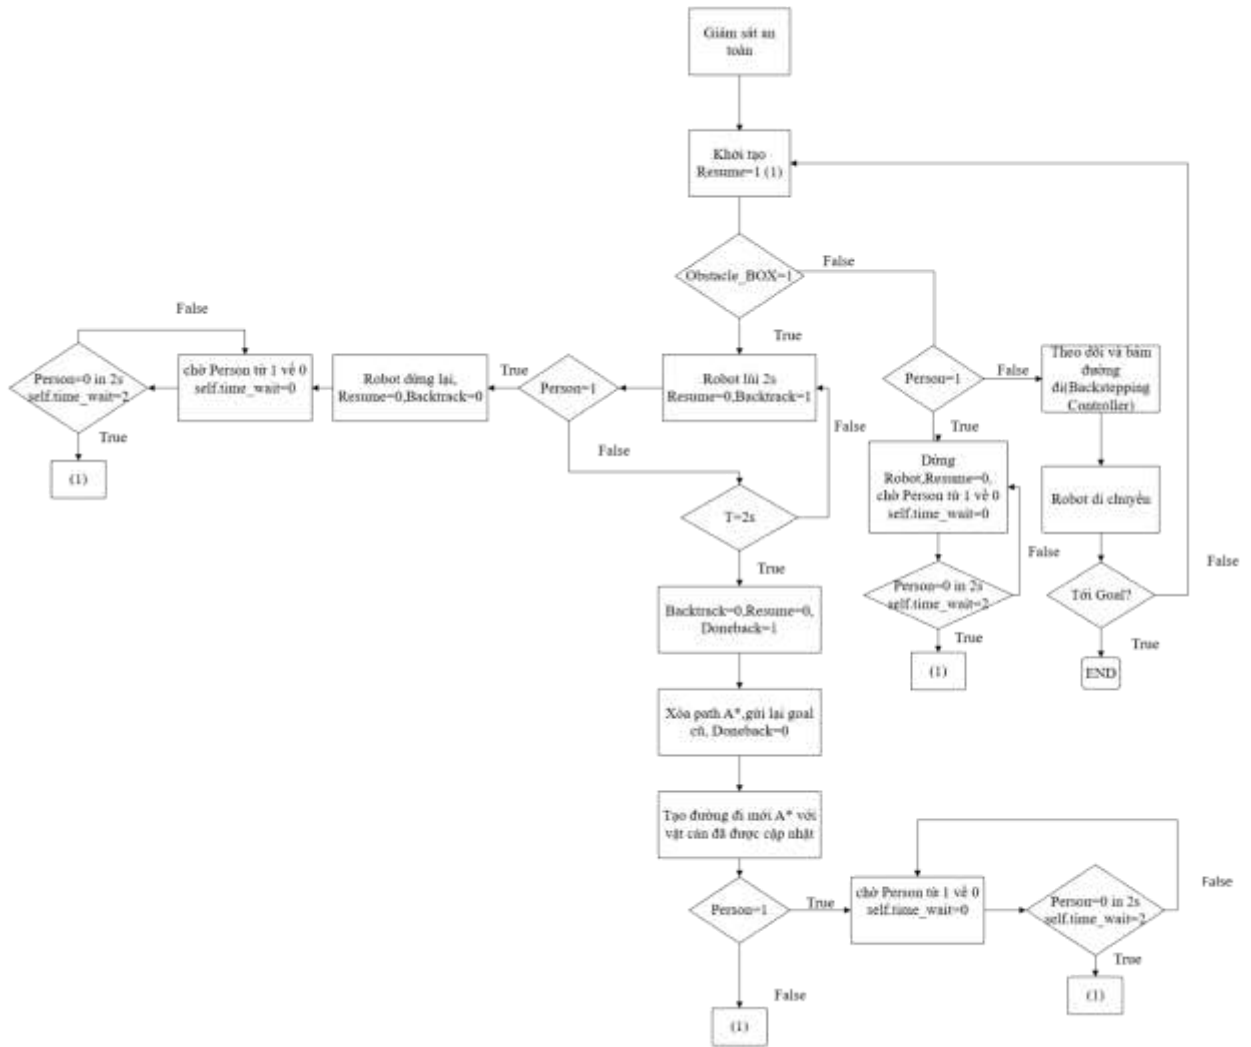 Giám sát an
toàn
Khởi tạo
Resume=1 (1)
Obstacle_BOX=1
False
True
False
chờ Person từ 1 về 0
self.time_wait=0
Person=0 in 2s
self.time_wait=2
True
(1)
Robot dừng lại,
Resume=0,Backtrack=0
True
Person=1
False
Robot lùi 2s
Resume=0,Backtrack=1
False
T=2s
True
Person=1
False
True
Theo dõi và bám
đường
đi(Backstepping
Controller)
Dừng
Robot,Resume=0,
chờ Person từ 1 về 0
self.time_wait=0
Robot di chuyển
False
Person=0 in 2s
self.time_wait=2
True
(1)
Tới Goal?
False
True
END
Backtrack=0,Resume=0,
Doneback=1
Xóa path A*,gửi lại goal
cũ, Doneback=0
Tạo đường đi mới A* với
vật cản đã được cập nhật
Person=1
True
chờ Person từ 1 về 0
self.time_wait=0
Person=0 in 2s
self.time_wait=2
False
True
(1)
False
(1)